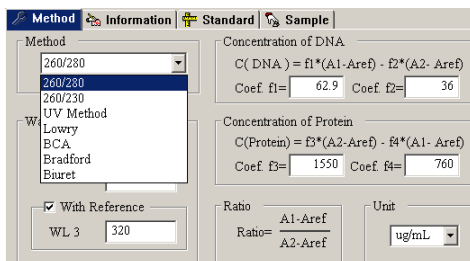 Method Information Standard Sample
Method
260/280
260/280
260/230
UV Method
Lowry
BCA
Bradford
Biuret
With Reference
WL 3 320
Concentration of DNA
C( DNA ) = f1*(A1-Aref) - f2*(A2- Aref)
Coef. f1= 62.9 Coef. f2= 36
Concentration of Protein
C(Protein) = f3*(A2-Aref) - f4*(A1- Aref)
Coef. f3= 1550 Coef. f4= 760
Ratio
Ratio= A1-Aref
A2-Aref
Unit
ug/mL